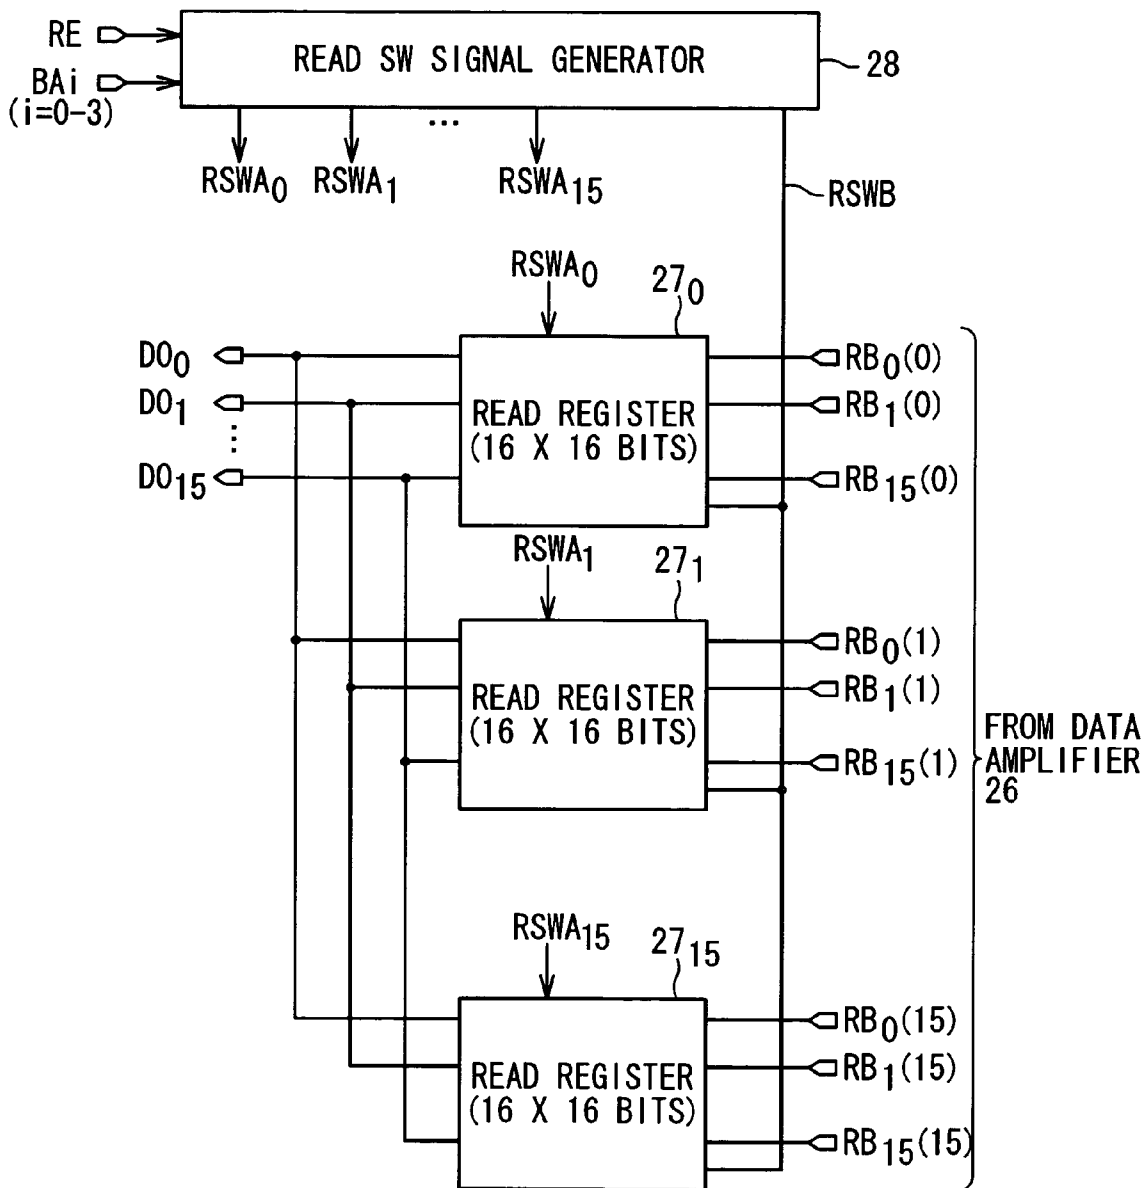 RE
READ SW SIGNAL GENERATOR
28
BAi
(i=0-3)
...
RSWA0
RSWA1
RSWA15
RSWB
RSWA0
270
DO0
RB0(0)
DO1
READ REGISTER
RB1(0)
...
(16 X 16 BITS)
DO15
RB15(0)
RSWA1
271
RB0(1)
READ REGISTER
RB1(1)
(16 X 16 BITS)
RB15(1)
FROM DATA
AMPLIFIER
26
RSWA15
2715
RB0(15)
READ REGISTER
RB1(15)
(16 X 16 BITS)
RB15(15)